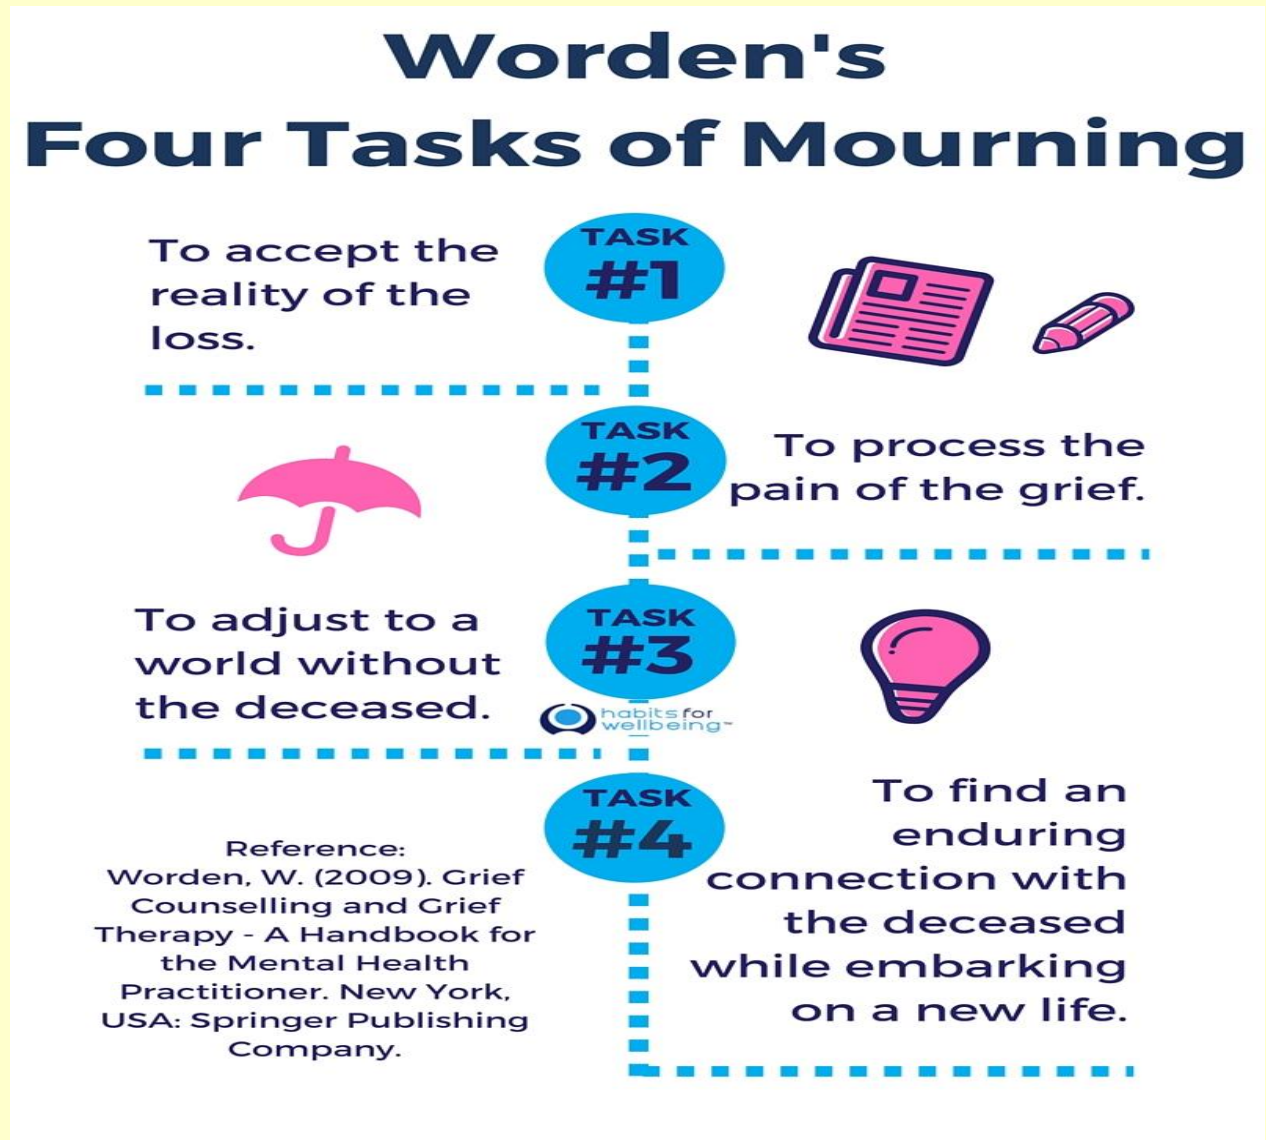 Worden's
Four Tasks of Mourning
TASK
#1
To accept the
reality of the
loss.
TASK
#2
To process the
pain of the grief.
TASK
#3
To adjust to a
world without
the deceased.
habits for
wellbeing™
TASK
#4
To find an
enduring
connection with
the deceased
while embarking
on a new life.
Reference:
Worden, W. (2009). Grief
Counselling and Grief
Therapy - A Handbook for
the Mental Health
Practitioner. New York,
USA: Springer Publishing
Company.